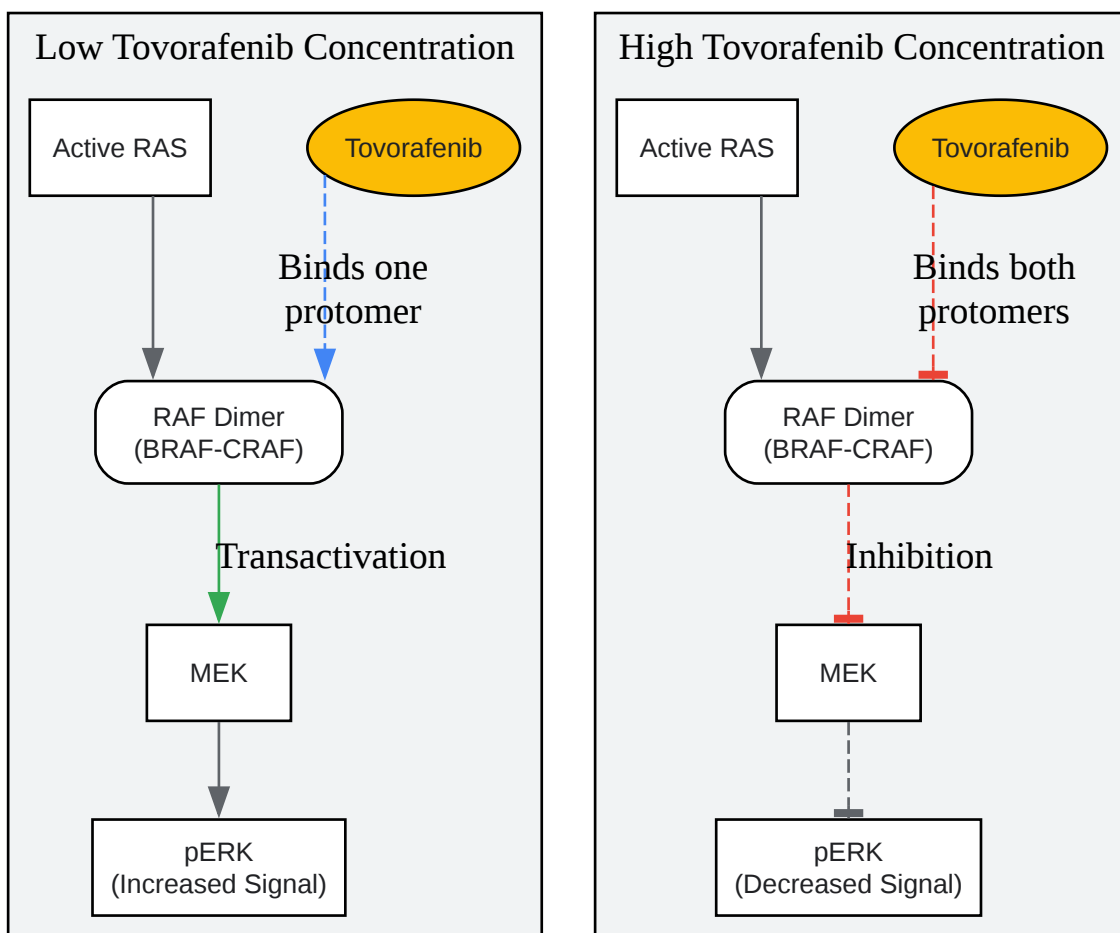 Low Tovorafenib Concentration
Active RAS
Tovorafenib
Binds one
protomer
RAF Dimer
(BRAF-CRAF)
Transactivation
MEK
pERK
(Increased Signal)
High Tovorafenib Concentration
Active RAS
Tovorafenib
Binds both
protomers
RAF Dimer
(BRAF-CRAF)
Inhibition
MEK
pERK
(Decreased Signal)